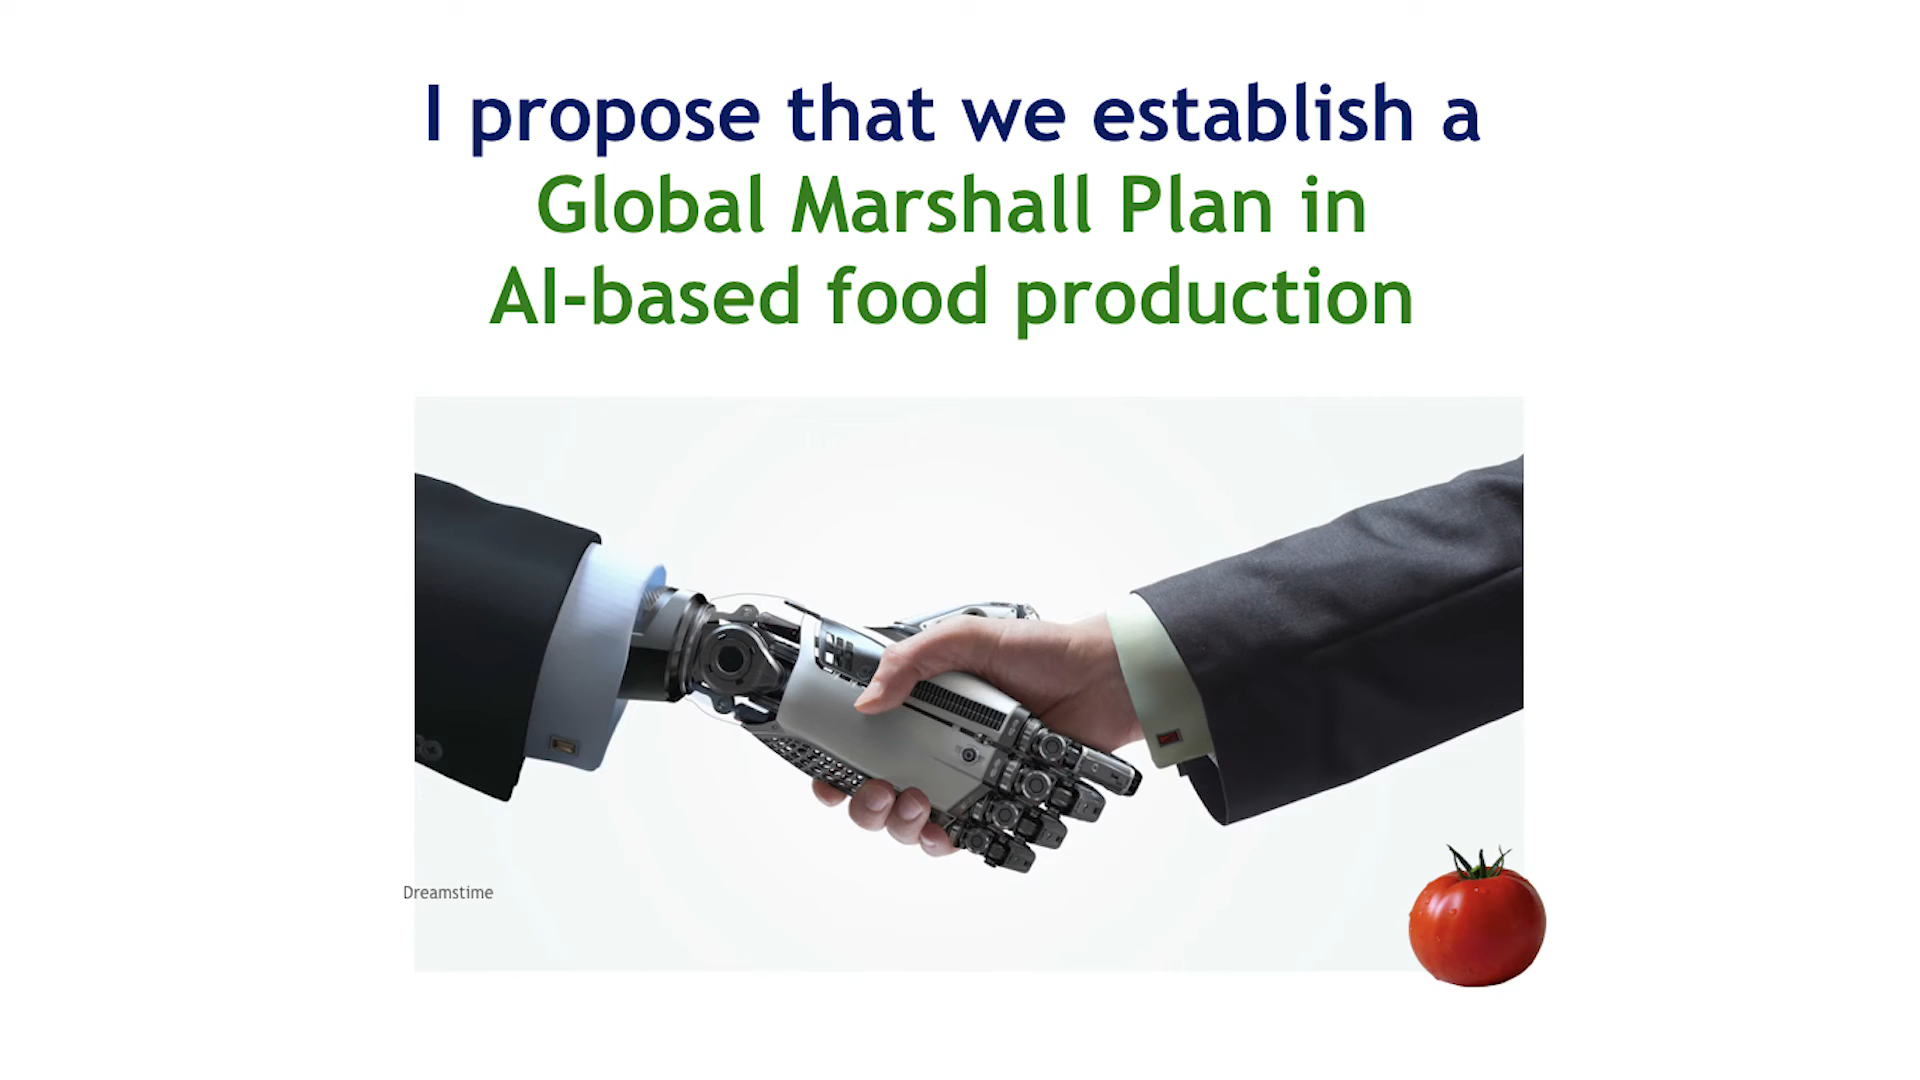 I propose that we establish a
Global Marshall Plan in
AI-based food production
Dreamstime